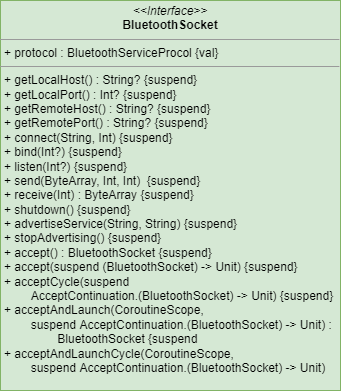 <<Interface>>
BluetoothSocket
+ protocol : BluetoothServiceProcol {val}
+ getLocalHost() : String? {suspend}
+ getLocalPort() : Int? {suspend}
+ getRemoteHost() : String? {suspend}
+ getRemotePort() : String? {suspend}
+ connect(String, Int) {suspend}
+ bind(Int?) {suspend}
+ listen(Int?) {suspend}
+ send(ByteArray, Int, Int)  {suspend}
+ receive(Int) : ByteArray {suspend}
+ shutdown() {suspend}
+ advertiseService(String, String) {suspend}
+ stopAdvertising() {suspend}
+ accept() : BluetoothSocket {suspend}
+ accept(suspend (BluetoothSocket) -> Unit) {suspend}
+ acceptCycle(suspend
AcceptContinuation.(BluetoothSocket) -> Unit) {suspend}
+ acceptAndLaunch(CoroutineScope,
suspend AcceptContinuation.(BluetoothSocket) -> Unit) :
BluetoothSocket {suspend
+ acceptAndLaunchCycle(CoroutineScope,
suspend AcceptContinuation.(BluetoothSocket) -> Unit)